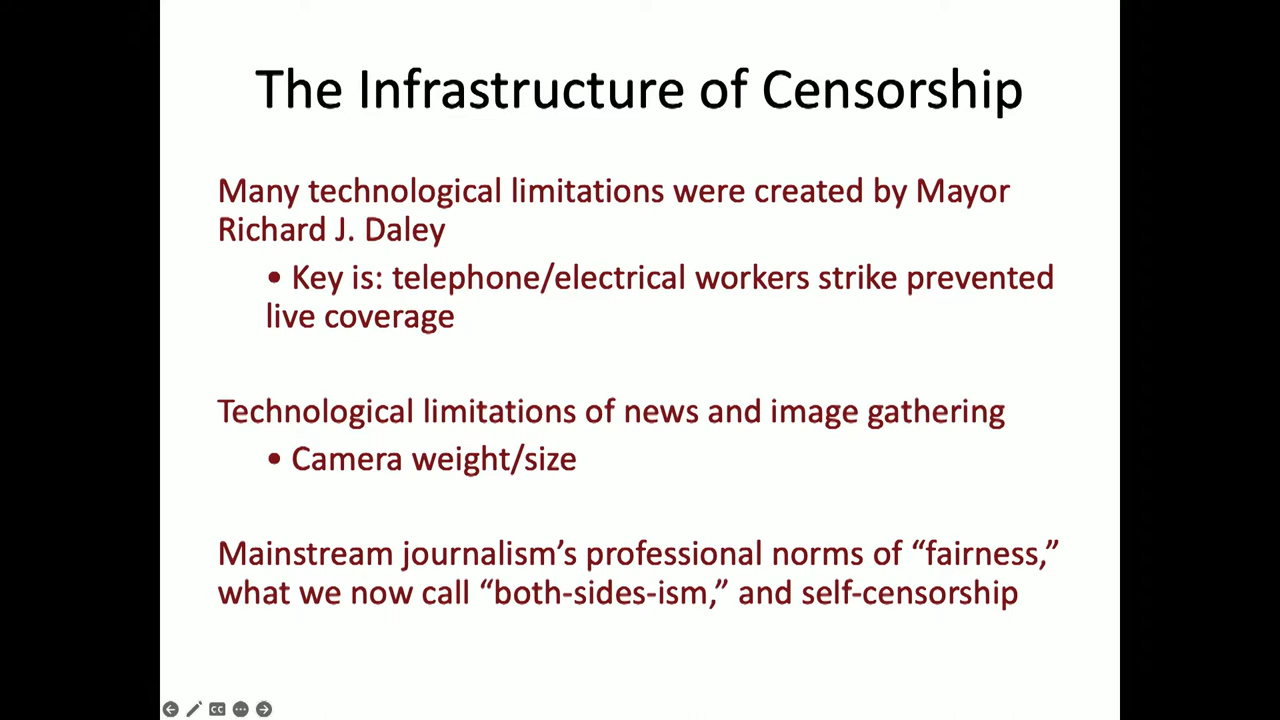 The Infrastructure of Censorship
Many technological limitations were created by Mayor
Richard J. Daley
• Key is: telephone/electrical workers strike prevented
live coverage
Technological limitations of news and image gathering
• Camera weight/size
Mainstream journalism’s professional norms of “fairness,”
what we now call “both-sides-ism,” and self-censorship
CC